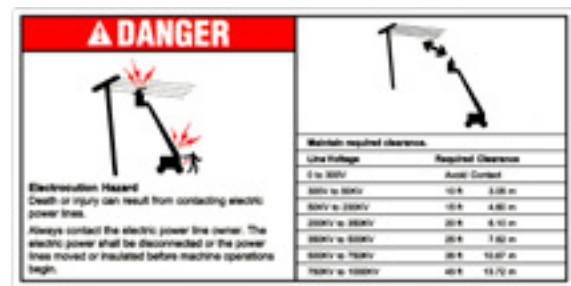 DANGER
Electrocution Hazard
Death or injury can result from contacting electric
power lines.
Always contact the electric power line owner. The
electric power shall be disconnected or the power
lines moved or insulated before machine operations
begin.
Maintain required clearance.
Line Voltage Required Clearance
0 to 300V Avoid Contact
300V to 50KV 10 ft 3.05 m
50KV to 200KV 15 ft 4.60 m
200KV to 350KV 20 ft 6.10 m
350KV to 500KV 25 ft 7.62 m
500KV to 750KV 35 ft 10.67 m
750KV to 1000KV 45 ft 13.72 m